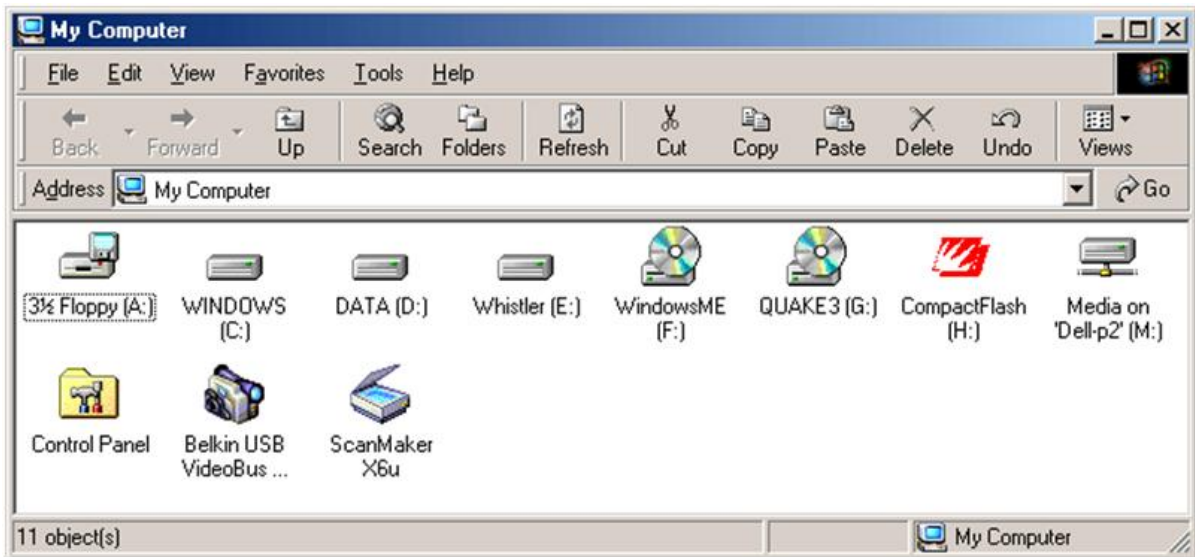 My Computer
File Edit View Favorites Tools Help
Back Forward Up Search Folders Refresh Cut Copy Paste Delete Undo Views
Address My Computer Go
3½ Floppy (A:) WINDOWS (C:) DATA (D:) Whistler (E:) WindowsME (F:) QUAKE3 (G:) CompactFlash (H:) Media on 'Dell-p2' (M:)
Control Panel Belkin USB VideoBus ... ScanMaker X6u
11 object(s) My Computer